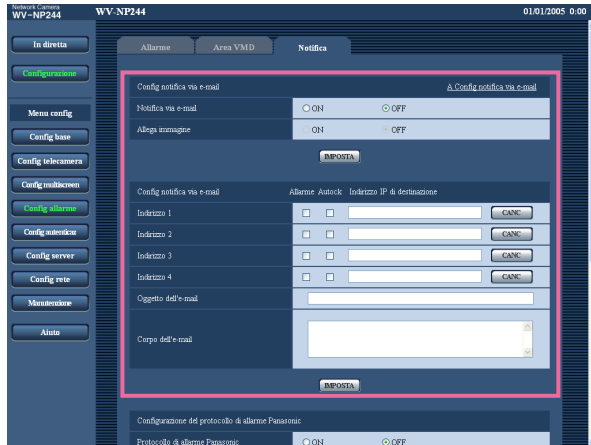 Network Camera
WV-NP244
WV-NP244 01/01/2005 0:00
In diretta
Configurazione
Menu config
Config base
Config telecamera
Config multiscreen
Config allarme
Config autenticaz
Config server
Config rete
Manutenzione
Aiuto
Allarme Area VMD Notifica
Config notifica via e-mail A Config notifica via e-mail
Notifica via e-mail ON OFF
Allega immagine ON OFF
IMPOSTA
Config notifica via e-mail Allarme Autock Indirizzo IP di destinazione
Indirizzo 1 CANC
Indirizzo 2 CANC
Indirizzo 3 CANC
Indirizzo 4 CANC
Oggetto dell'e-mail
Corpo dell'e-mail
IMPOSTA
Configurazione del protocollo di allarme Panasonic
Protocollo di allarme Panasonic ON OFF